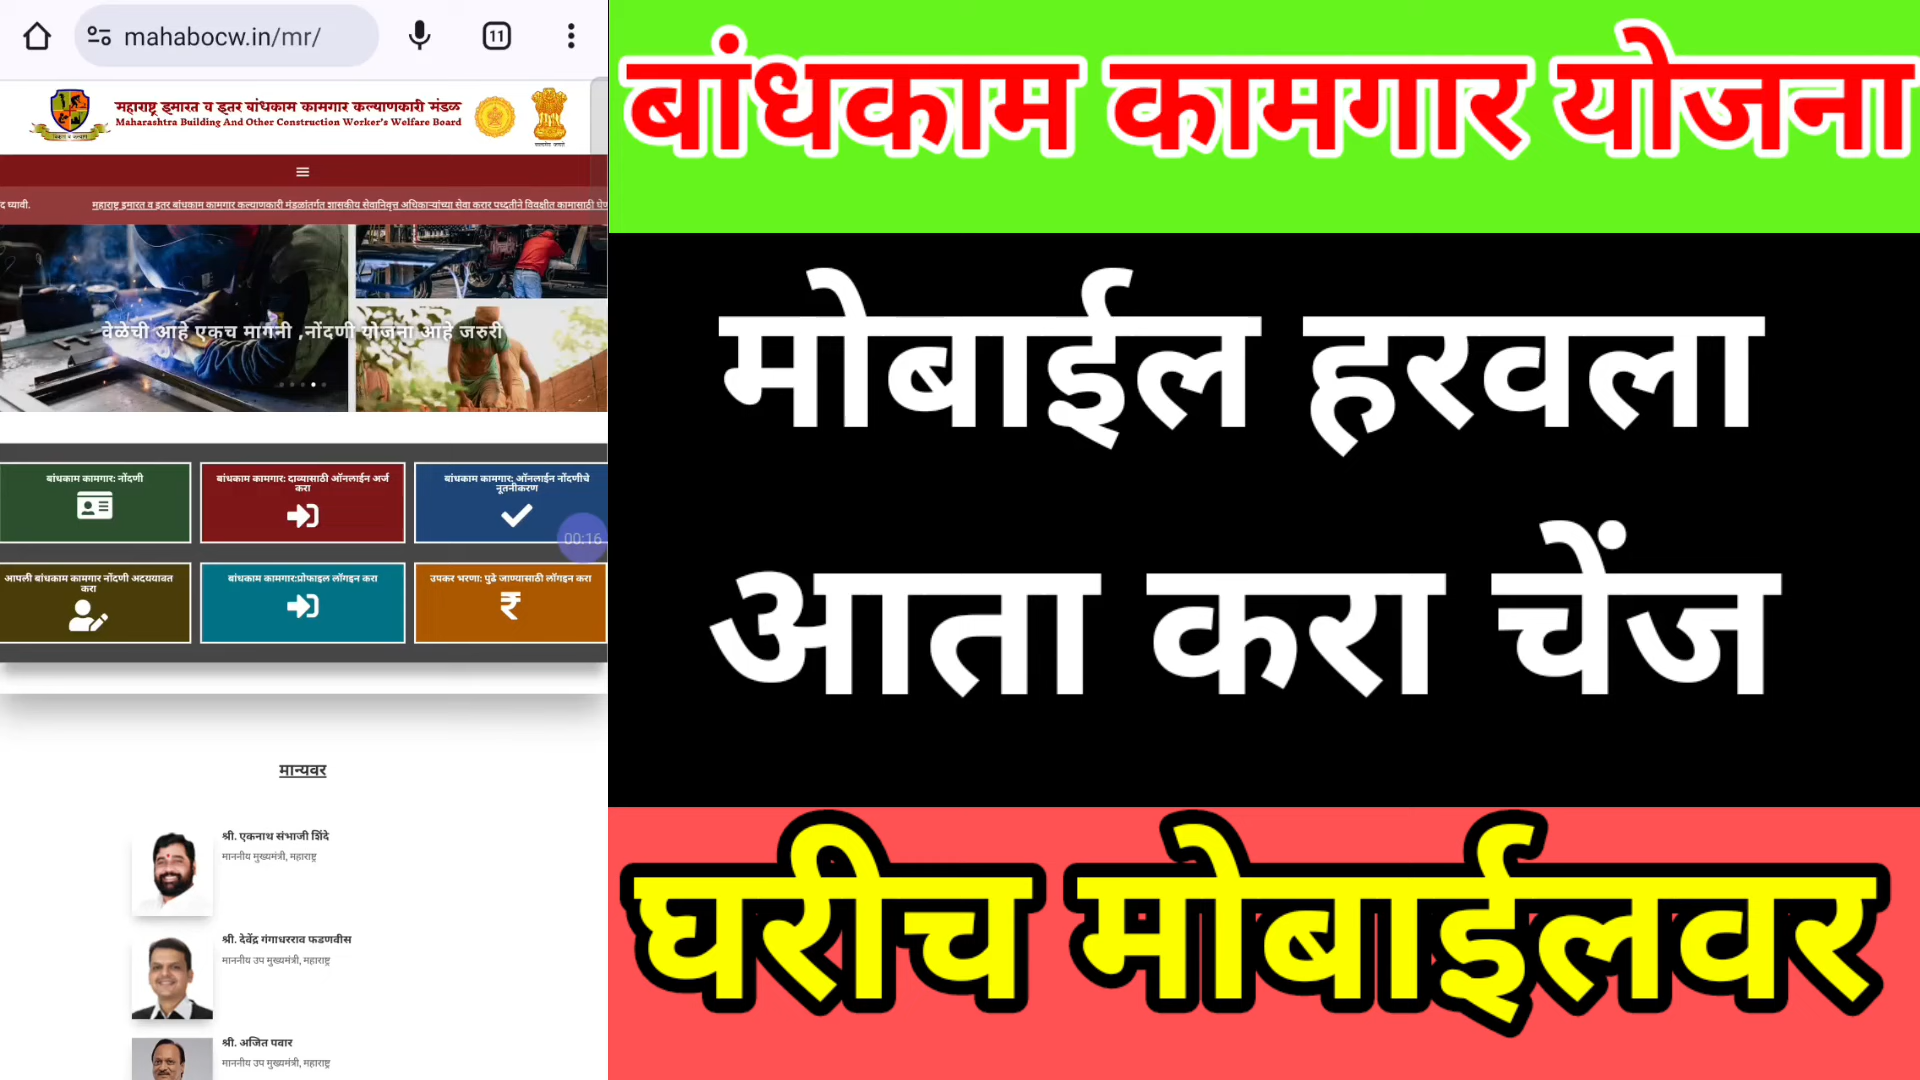 11
mahabocw.in/mr/
महाराष्ट्र इमारत व इतर बांधकाम कामगार कल्याणकारी मंडळ
Maharashtra Building And Other Construction Worker's Welfare Board
द घ्यावी.
महाराष्ट्र इमारत व इतर बांधकाम कामगार कल्याणकारी मंडळांतर्गत शासकीय सेवानिवृत्त अधिकाऱ्यांच्या सेवा करार पध्दतीने विवक्षीत कामासाठी घेण
वेळेची आहे एकच मागनी ,नोंदणी योजना आहे जरुरी
बांधकाम कामगार: नोंदणी
बांधकाम कामगार: दाव्यासाठी ऑनलाईन अर्ज
करा
बांधकाम कामगार: ऑनलाईन नोंदणीचे
नूतनीकरण
00:16
आपली बांधकाम कामगार नोंदणी अदययावत
करा
बांधकाम कामगार:प्रोफाइल लॉगइन करा
उपकर भरणा: पुढे जाण्यासाठी लॉगइन करा
मान्यवर
श्री. एकनाथ संभाजी शिंदे
माननीय मुख्यमंत्री, महाराष्ट्र
श्री. देवेंद्र गंगाधरराव फडणवीस
माननीय उप मुख्यमंत्री, महाराष्ट्र
श्री. अजित पवार
माननीय उप मुख्यमंत्री, महाराष्ट्र
बांधकाम कामगार योजना
मोबाईल हरवला
आता करा चेंज
घरीच मोबाईलवर